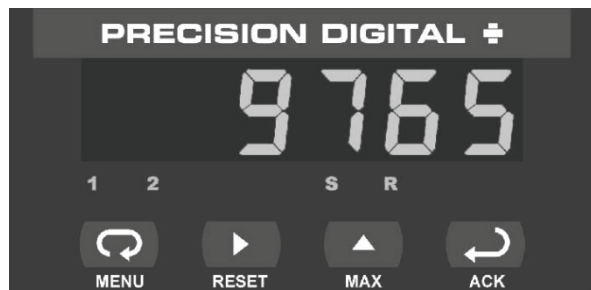 PRECISION DIGITAL
9765
1 2 S R
MENU RESET MAX ACK